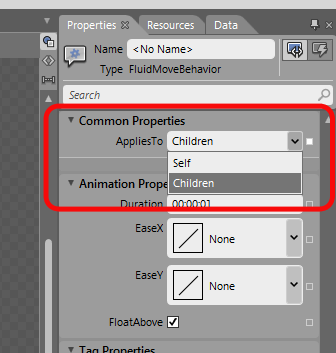 Properties Resources Data
Name <No Name>
Type FluidMoveBehavior
Search
Common Properties
AppliesTo Children
Self
Children
Animation Prope
Duration 00:00:01
EaseX None
EaseY None
FloatAbove
Tag Properties